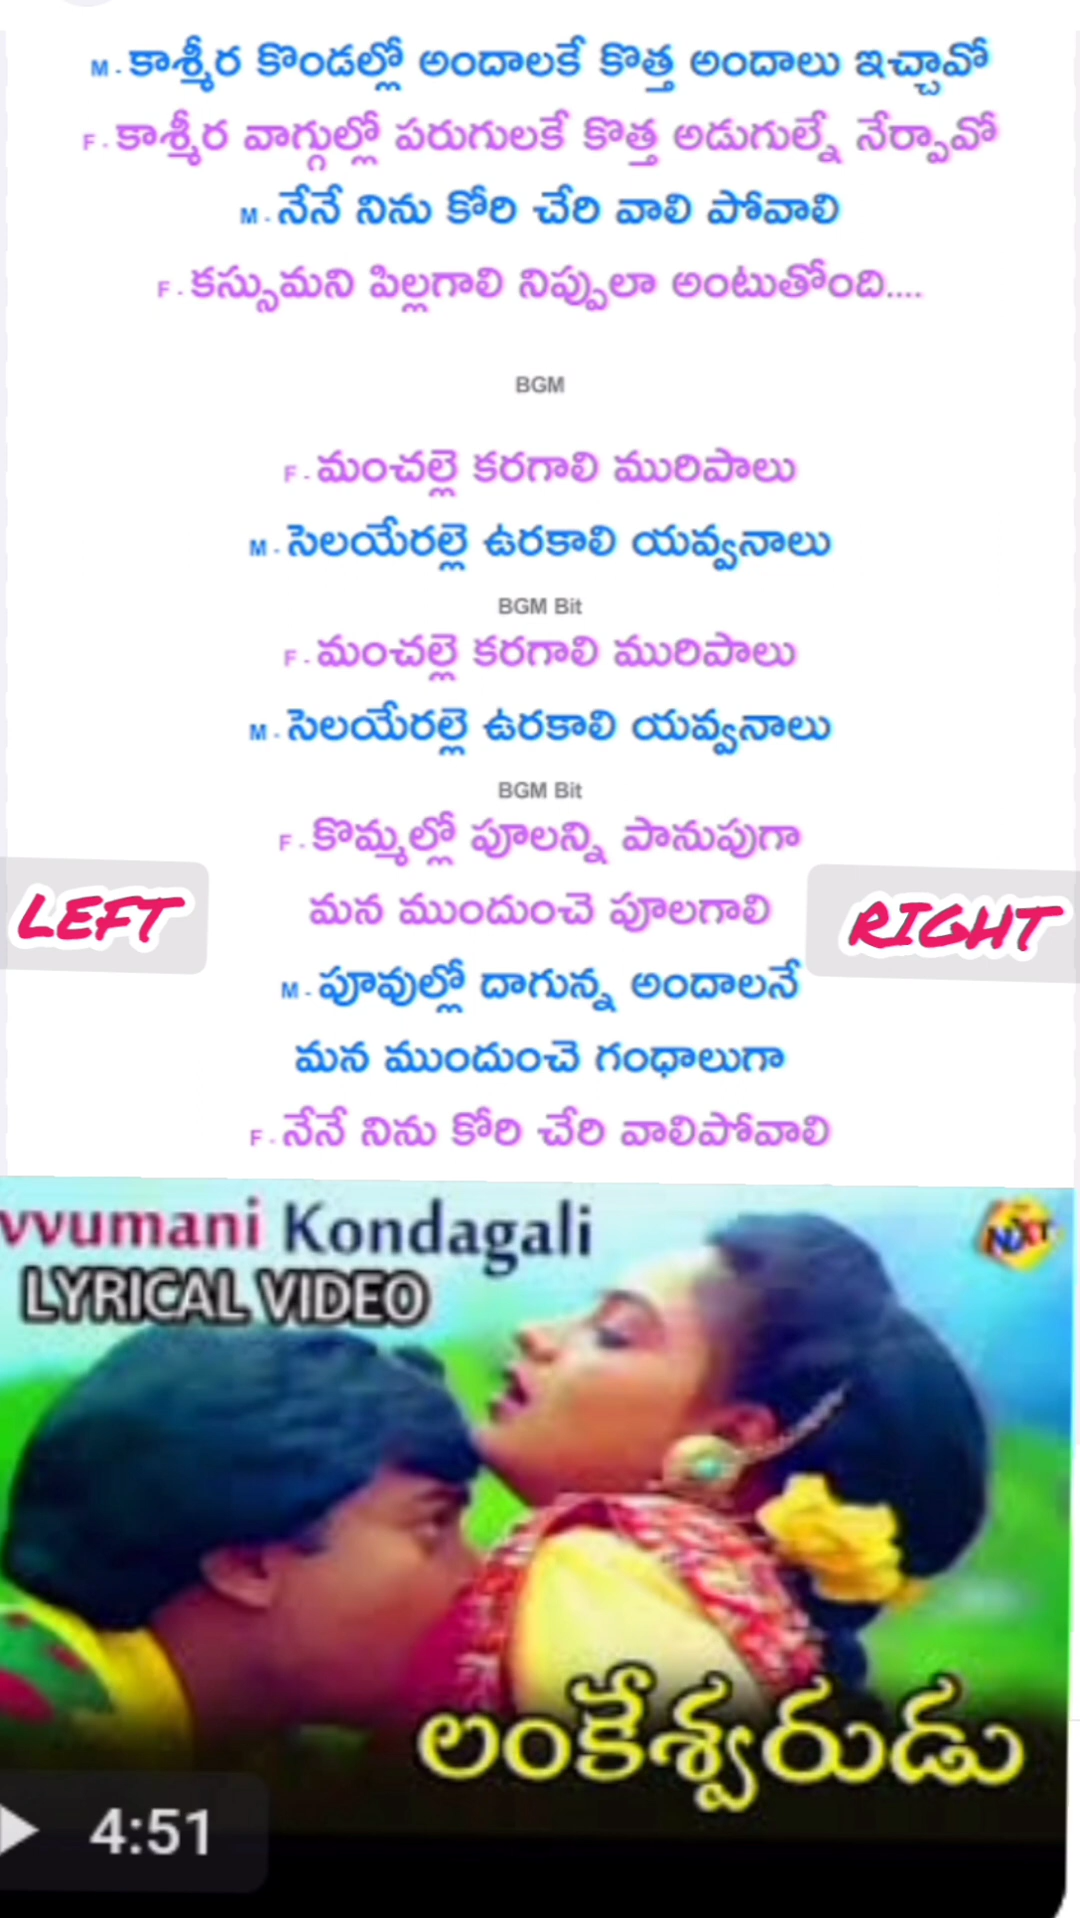 M - కాశ్మీర కొండల్లో అందాలకే కొత్త అందాలు ఇచ్చావో
F - కాశ్మీర వాగ్గుల్లో పరుగులకే కొత్త అడుగుల్నే నేర్పావో
M - నేనే నిను కోరి చేరి వాలి పోవాలి
F - కస్సుమని పిల్లగాలి నిప్పులా అంటుతోంది....
BGM
F - మంచల్లె కరగాలి మురిపాలు
M - సెలయేరల్లె ఉరకాలి యవ్వనాలు
BGM Bit
F - మంచల్లె కరగాలి మురిపాలు
M - సెలయేరల్లె ఉరకాలి యవ్వనాలు
BGM Bit
F - కొమ్మల్లో పూలన్ని పానుపుగా
LEFT
మన ముందుంచె పూలగాలి
RIGHT
M - పూవుల్లో దాగున్న అందాలనే
మన ముందుంచె గంధాలుగా
F - నేనే నిను కోరి చేరి వాలిపోవాలి
vvumani Kondagali
NEXT
LYRICAL VIDEO
లంకేశ్వరుడు
4:51